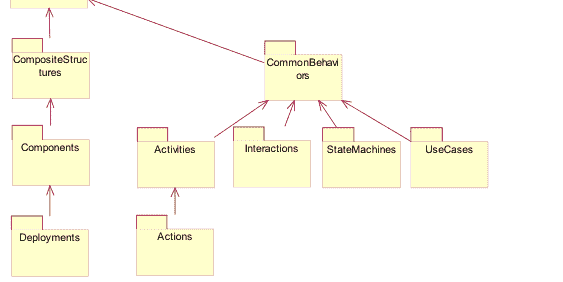 CompositeStruc
tures
CommonBehavi
ors
Components
Activities
Interactions
StateMachines
UseCases
Deployments
Actions